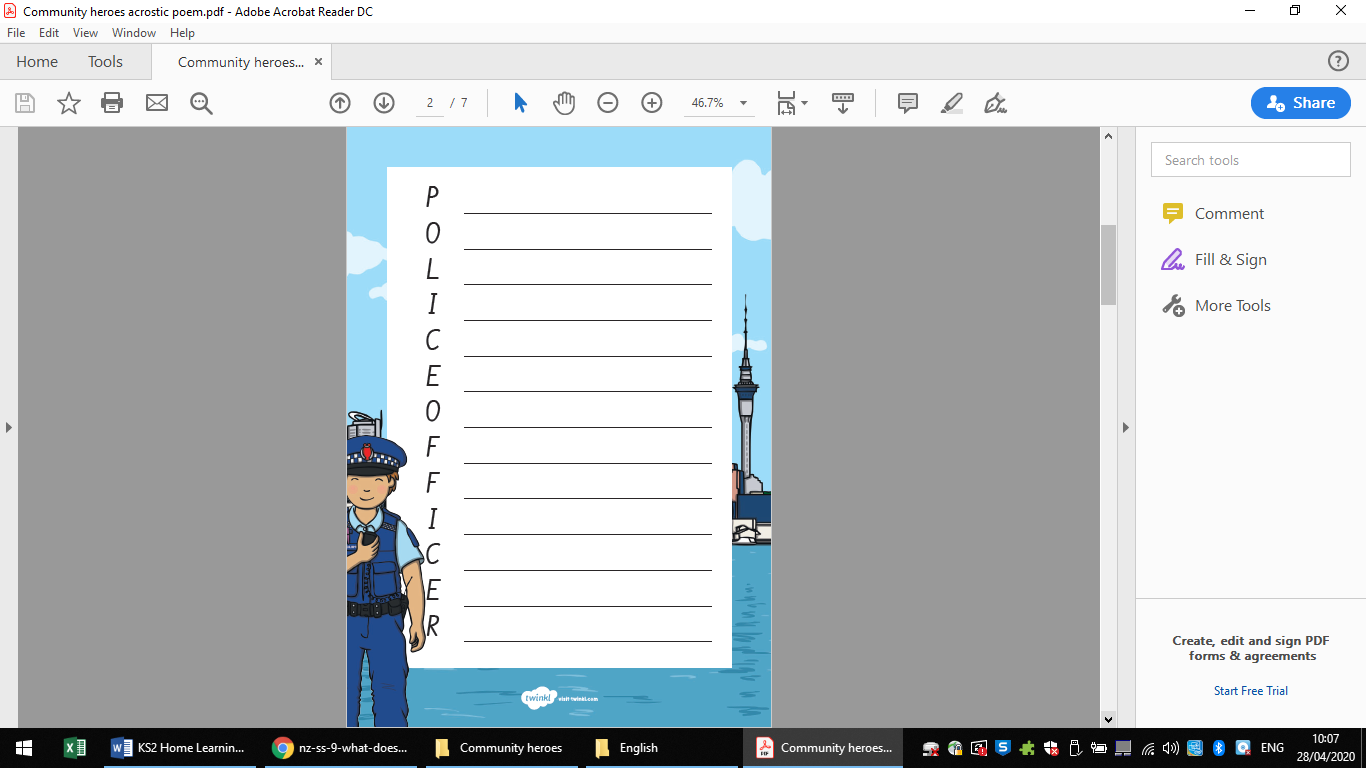 Community heroes acrostic poem.pdf - Adobe Acrobat Reader DC
File Edit View Window Help
Home Tools Community heroes...
2 / 7 46.7% Share
Search tools
Comment
Fill & Sign
More Tools
P
O
L
I
C
E
O
F
F
I
C
E
R
twinkl visit twinkl.com
Create, edit and sign PDF
forms & agreements
Start Free Trial
KS2 Home Learnin... nz-ss-9-what-does... Community heroes English Community heroes... ENG 10:07
28/04/2020